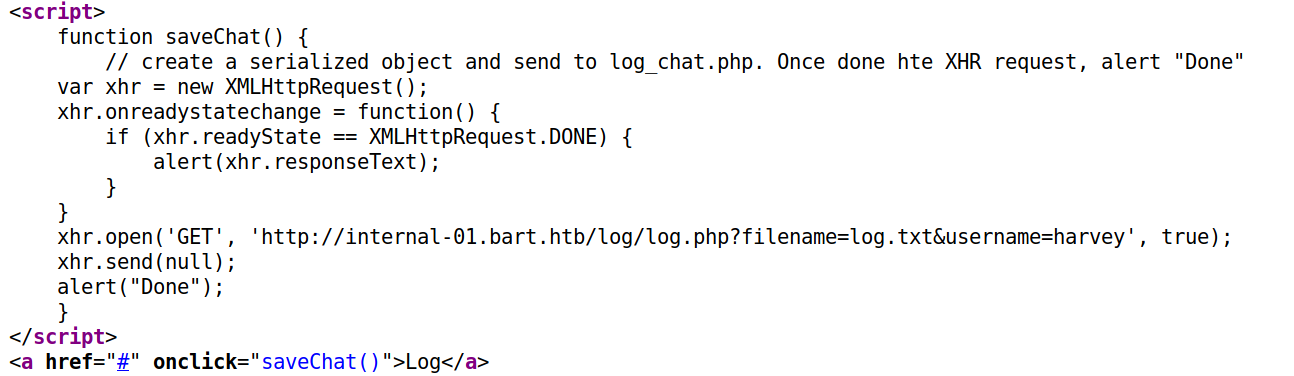 <script>
    function saveChat() {
        // create a serialized object and send to log_chat.php. Once done hte XHR request, alert "Done"
    var xhr = new XMLHttpRequest();
    xhr.onreadystatechange = function() {
        if (xhr.readyState == XMLHttpRequest.DONE) {
            alert(xhr.responseText);
        }
    }
    xhr.open('GET', 'http://internal-01.bart.htb/log/log.php?filename=log.txt&username=harvey', true);
    xhr.send(null);
    alert("Done");
    }
</script>
<a href="#" onclick="saveChat()">Log</a>